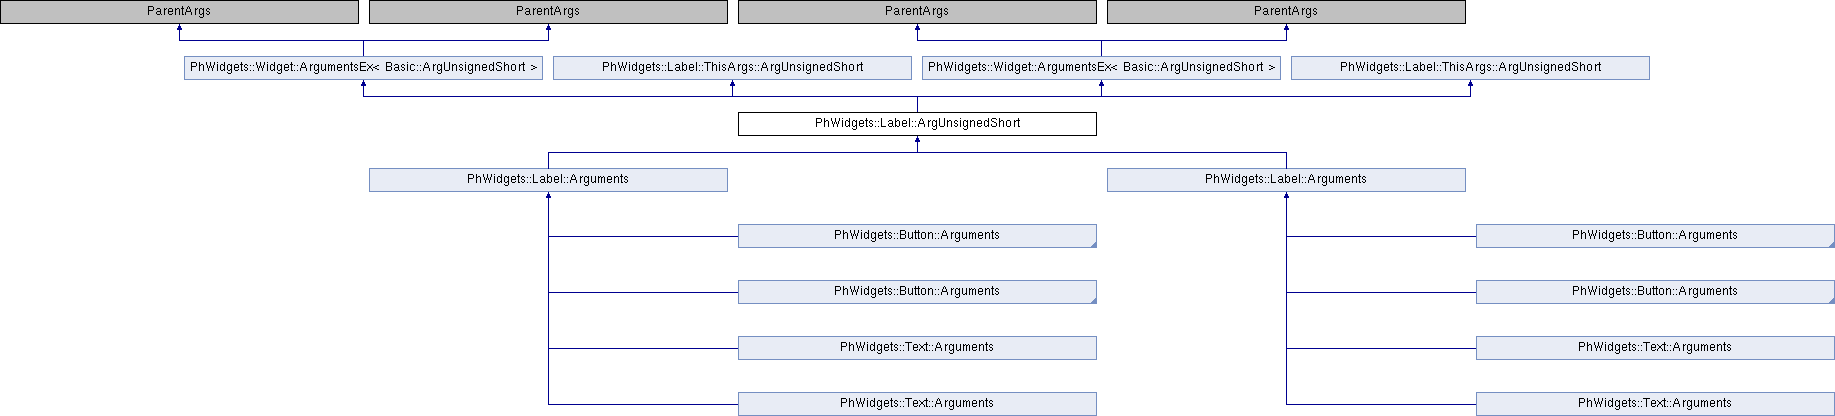 ParentArgs
ParentArgs
ParentArgs
ParentArgs
PhWidgets::Widget::ArgumentsEx< Basic::ArgUnsignedShort >
PhWidgets::Label::ThisArgs::ArgUnsignedShort
PhWidgets::Widget::ArgumentsEx< Basic::ArgUnsignedShort >
PhWidgets::Label::ThisArgs::ArgUnsignedShort
PhWidgets::Label::ArgUnsignedShort
PhWidgets::Label::Arguments
PhWidgets::Label::Arguments
PhWidgets::Button::Arguments
PhWidgets::Button::Arguments
PhWidgets::Button::Arguments
PhWidgets::Button::Arguments
PhWidgets::Text::Arguments
PhWidgets::Text::Arguments
PhWidgets::Text::Arguments
PhWidgets::Text::Arguments